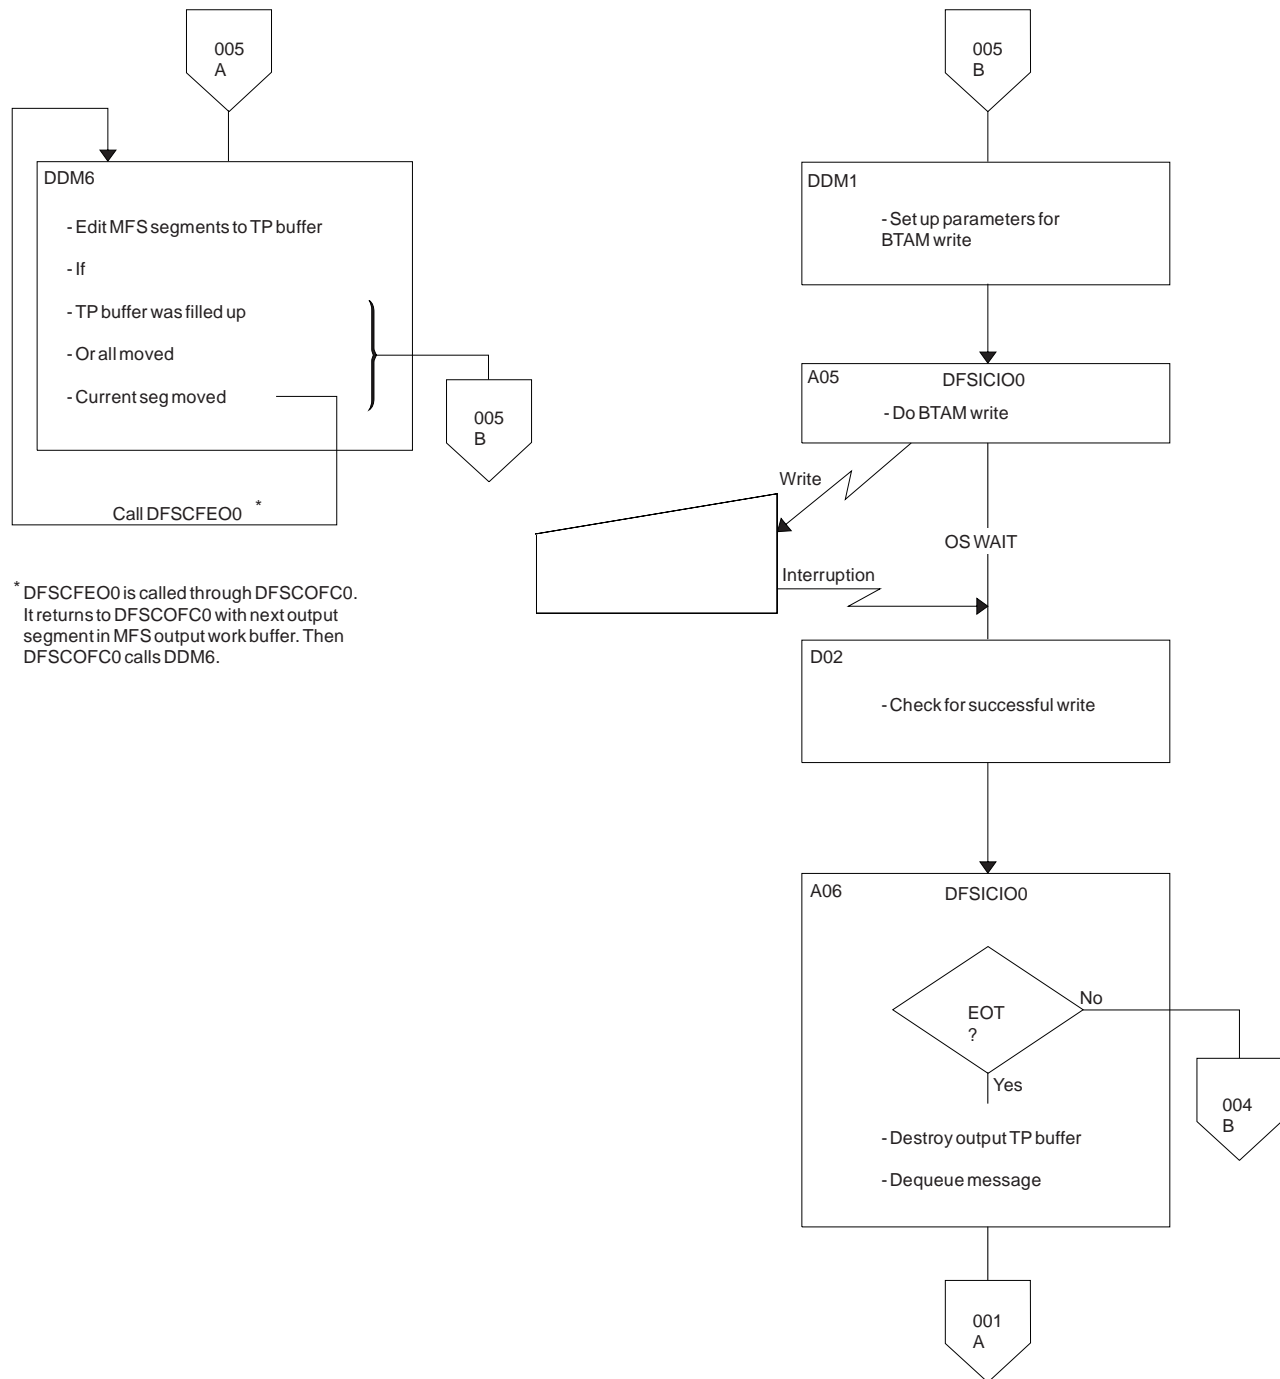 005
A
DDM6
- Edit MFS segments to TP buffer
- If
- TP buffer was filled up
- Or all moved
- Current seg moved
005
B
Call DFSCFEO0 *
* DFSCFEO0 is called through DFSCOFC0.
It returns to DFSCOFC0 with next output
segment in MFS output work buffer. Then
DFSCOFC0 calls DDM6.
005
B
DDM1
- Set up parameters for
BTAM write
A05 DFSICIO0
- Do BTAM write
Write
OS WAIT
Interruption
D02
- Check for successful write
A06 DFSICIO0
EOT
?
No
Yes
004
B
- Destroy output TP buffer
- Dequeue message
001
A